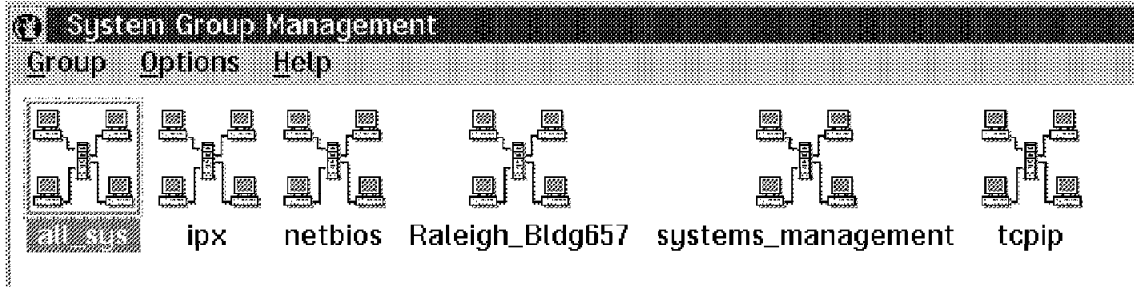 System Group Management
Group Options Help
all_sys ipx netbios Raleigh_Bldg657 systems_management tcpip